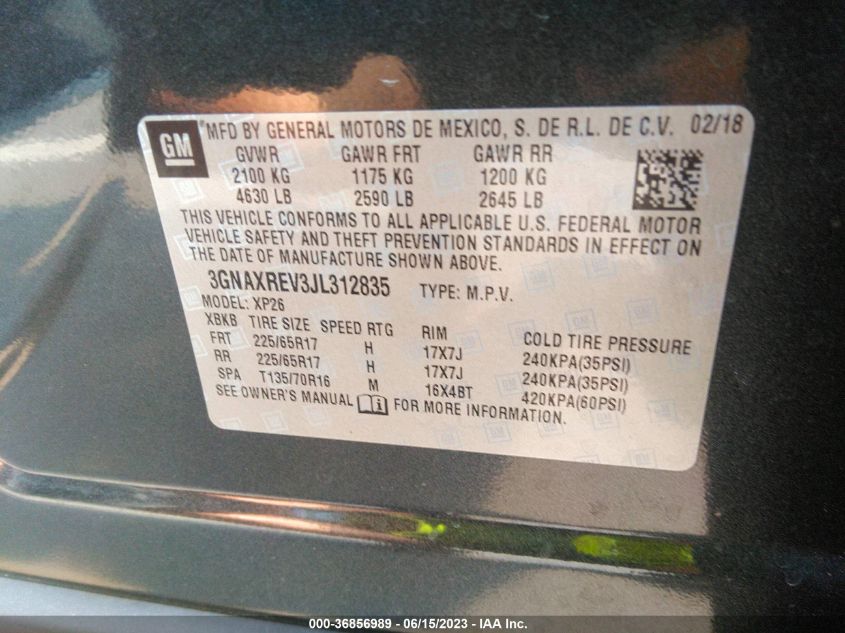 GM MFD BY GENERAL MOTORS DE MEXICO, S. DE R.L. DE C.V. 02/18
GVWR GAWR FRT GAWR RR
2100 KG 1175 KG 1200 KG
4630 LB 2590 LB 2645 LB
THIS VEHICLE CONFORMS TO ALL APPLICABLE U.S. FEDERAL MOTOR
VEHICLE SAFETY AND THEFT PREVENTION STANDARDS IN EFFECT ON
THE DATE OF MANUFACTURE SHOWN ABOVE.
3GNAXREV3JL312835 TYPE: M.P.V.
MODEL: XP26
XBKB TIRE SIZE SPEED RTG RIM COLD TIRE PRESSURE
FRT 225/65R17 H 17X7J 240KPA(35PSI)
RR 225/65R17 H 17X7J 240KPA(35PSI)
SPA T135/70R16 M 16X4BT 420KPA(60PSI)
SEE OWNER'S MANUAL FOR MORE INFORMATION.
000-36856989 - 06/15/2023 - IAA Inc.